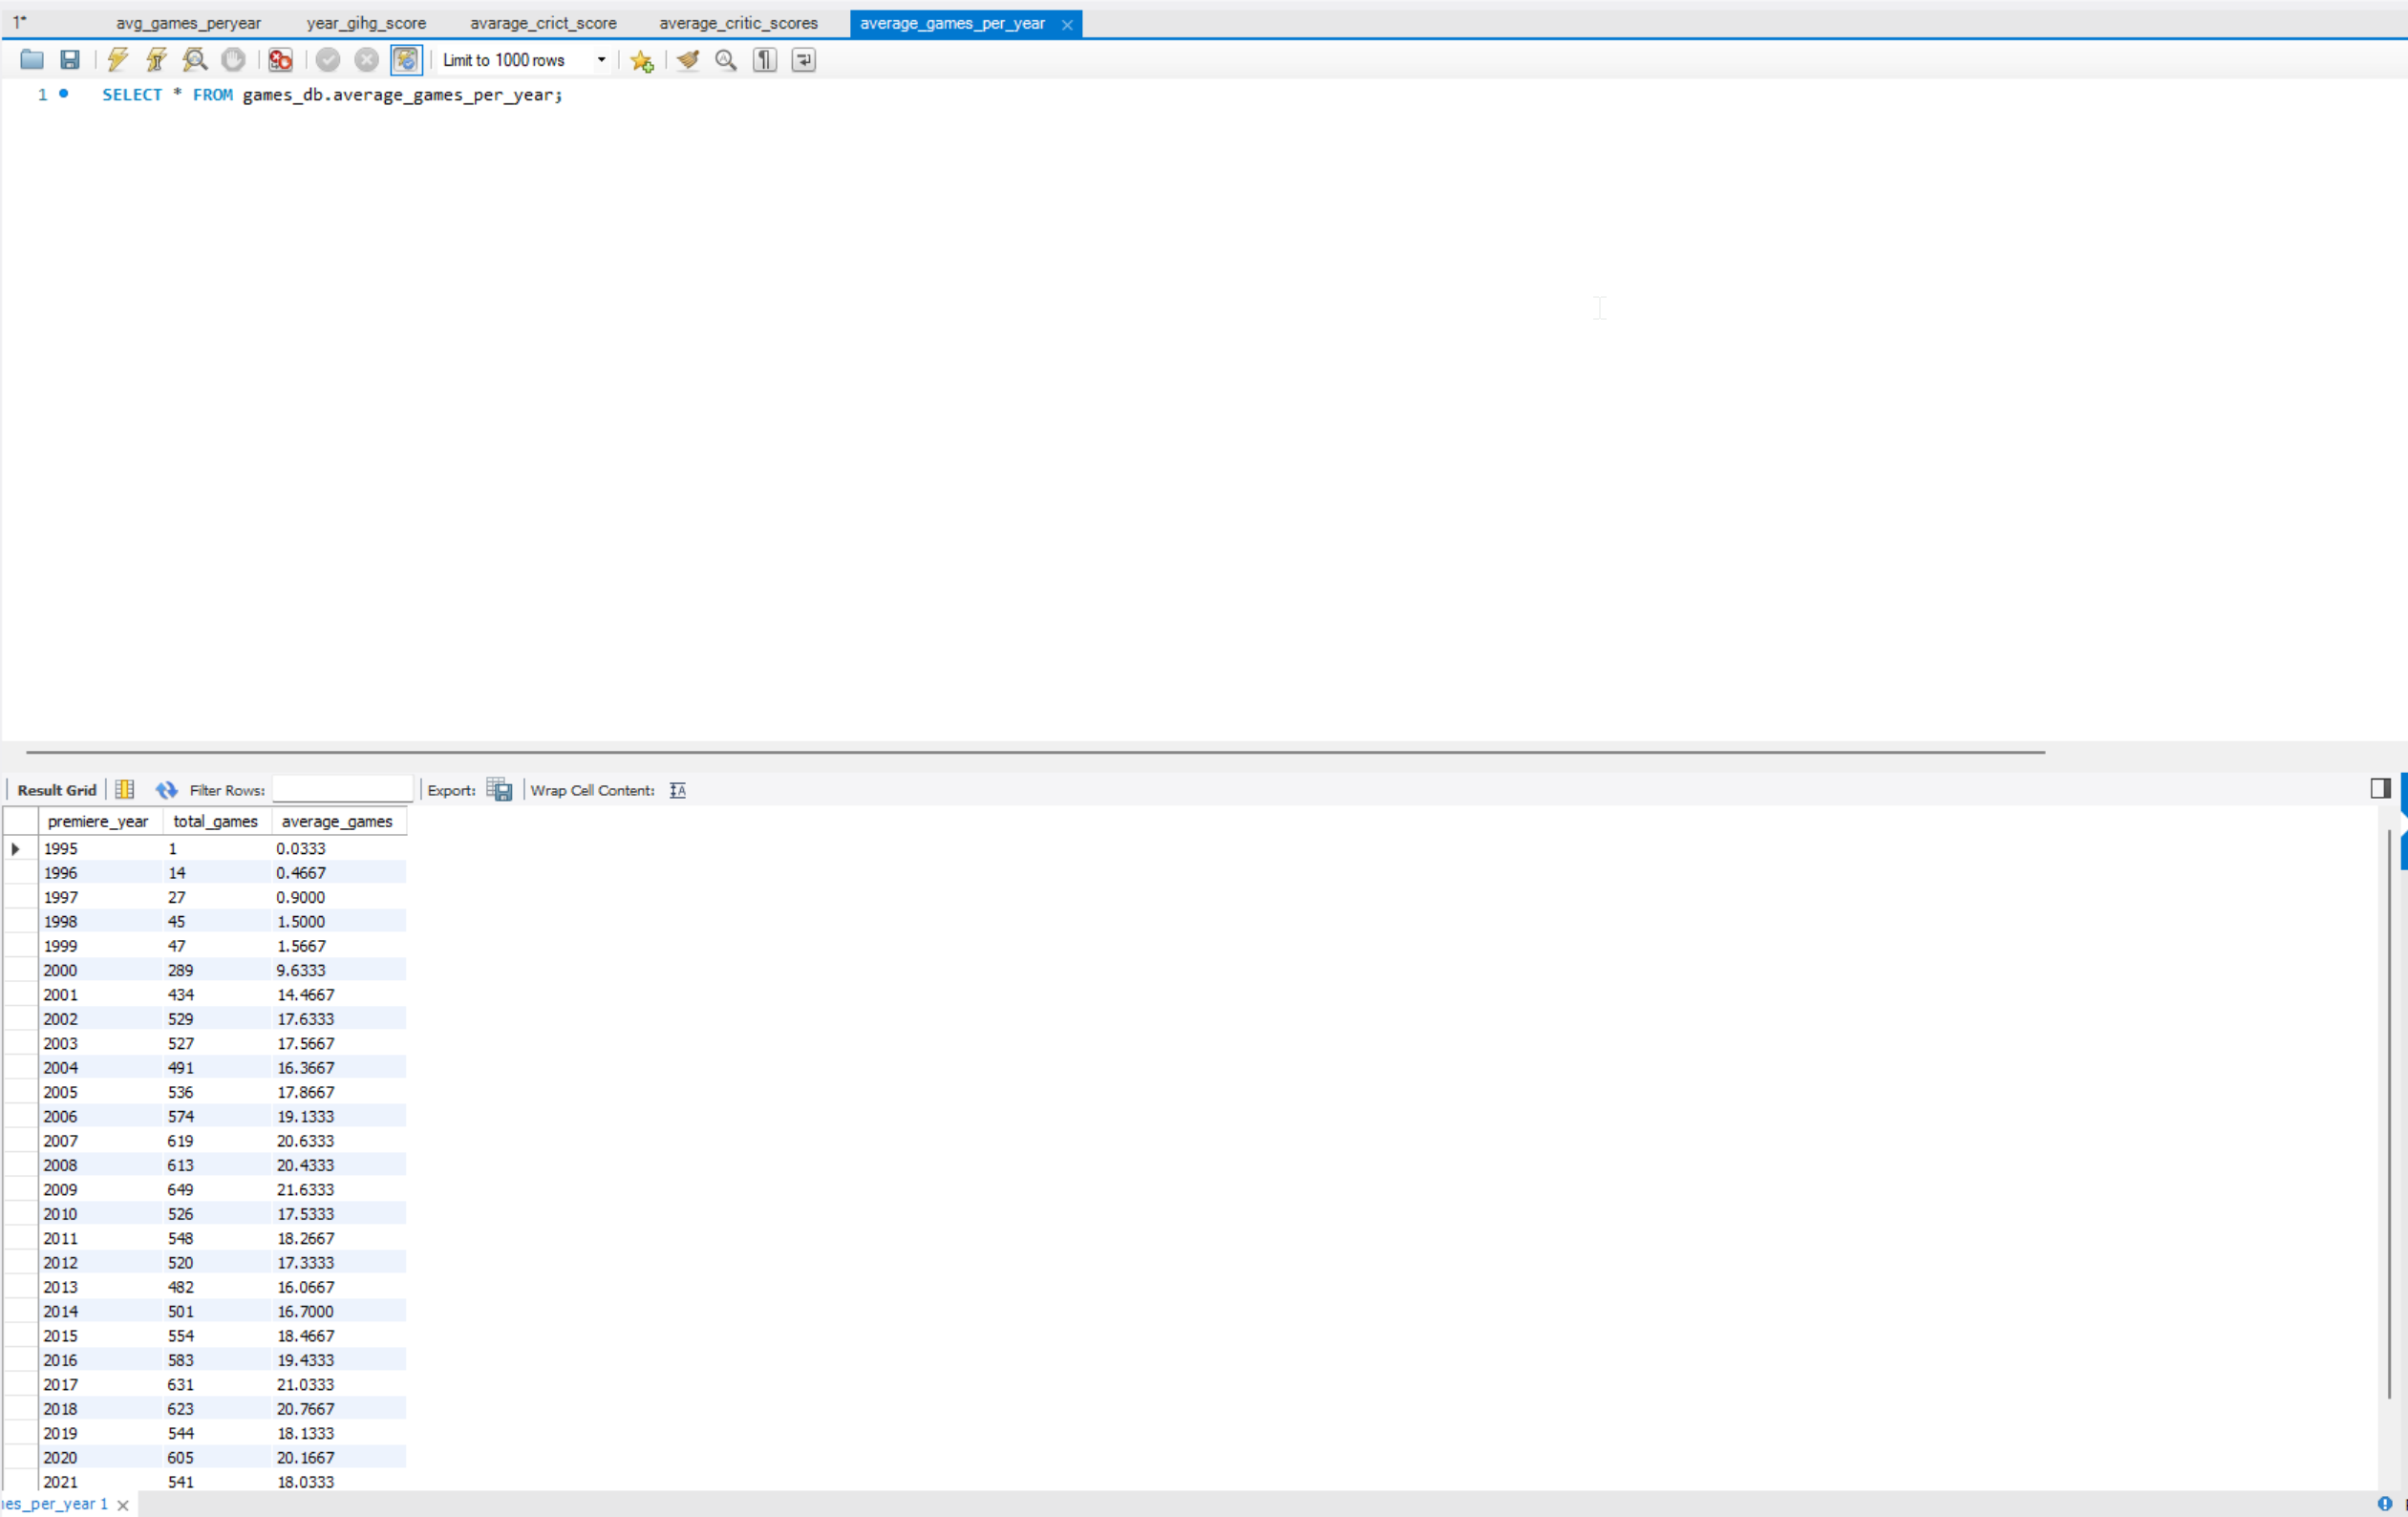 1* avg_games_peryear year_gihg_score avarage_crict_score average_critic_scores average_games_per_year
Limit to 1000 rows
1 SELECT * FROM games_db.average_games_per_year;
Result Grid Filter Rows: Export: Wrap Cell Content:
premiere_year total_games average_games
1995 1 0.0333
1996 14 0.4667
1997 27 0.9000
1998 45 1.5000
1999 47 1.5667
2000 289 9.6333
2001 434 14.4667
2002 529 17.6333
2003 527 17.5667
2004 491 16.3667
2005 536 17.8667
2006 574 19.1333
2007 619 20.6333
2008 613 20.4333
2009 649 21.6333
2010 526 17.5333
2011 548 18.2667
2012 520 17.3333
2013 482 16.0667
2014 501 16.7000
2015 554 18.4667
2016 583 19.4333
2017 631 21.0333
2018 623 20.7667
2019 544 18.1333
2020 605 20.1667
2021 541 18.0333
es_per_year 1